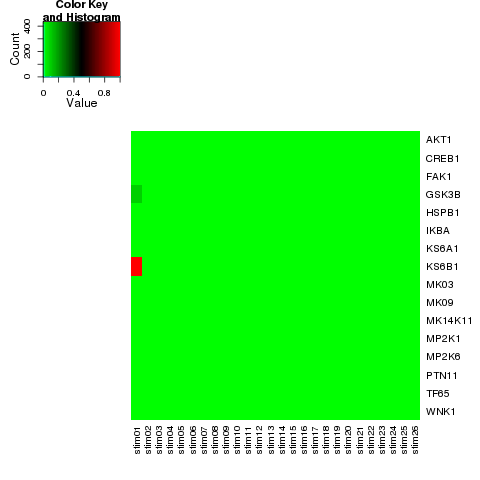 Color Key
and Histogram
Count
0 200 400
0 0.4 0.8
Value
AKT1
CREB1
FAK1
GSK3B
HSPB1
IKBA
KS6A1
KS6B1
MK03
MK09
MK14K11
MP2K1
MP2K6
PTN11
TF65
WNK1
stim01
stim02
stim03
stim04
stim05
stim06
stim07
stim08
stim09
stim10
stim11
stim12
stim13
stim14
stim15
stim16
stim17
stim18
stim19
stim20
stim21
stim22
stim23
stim24
stim25
stim26